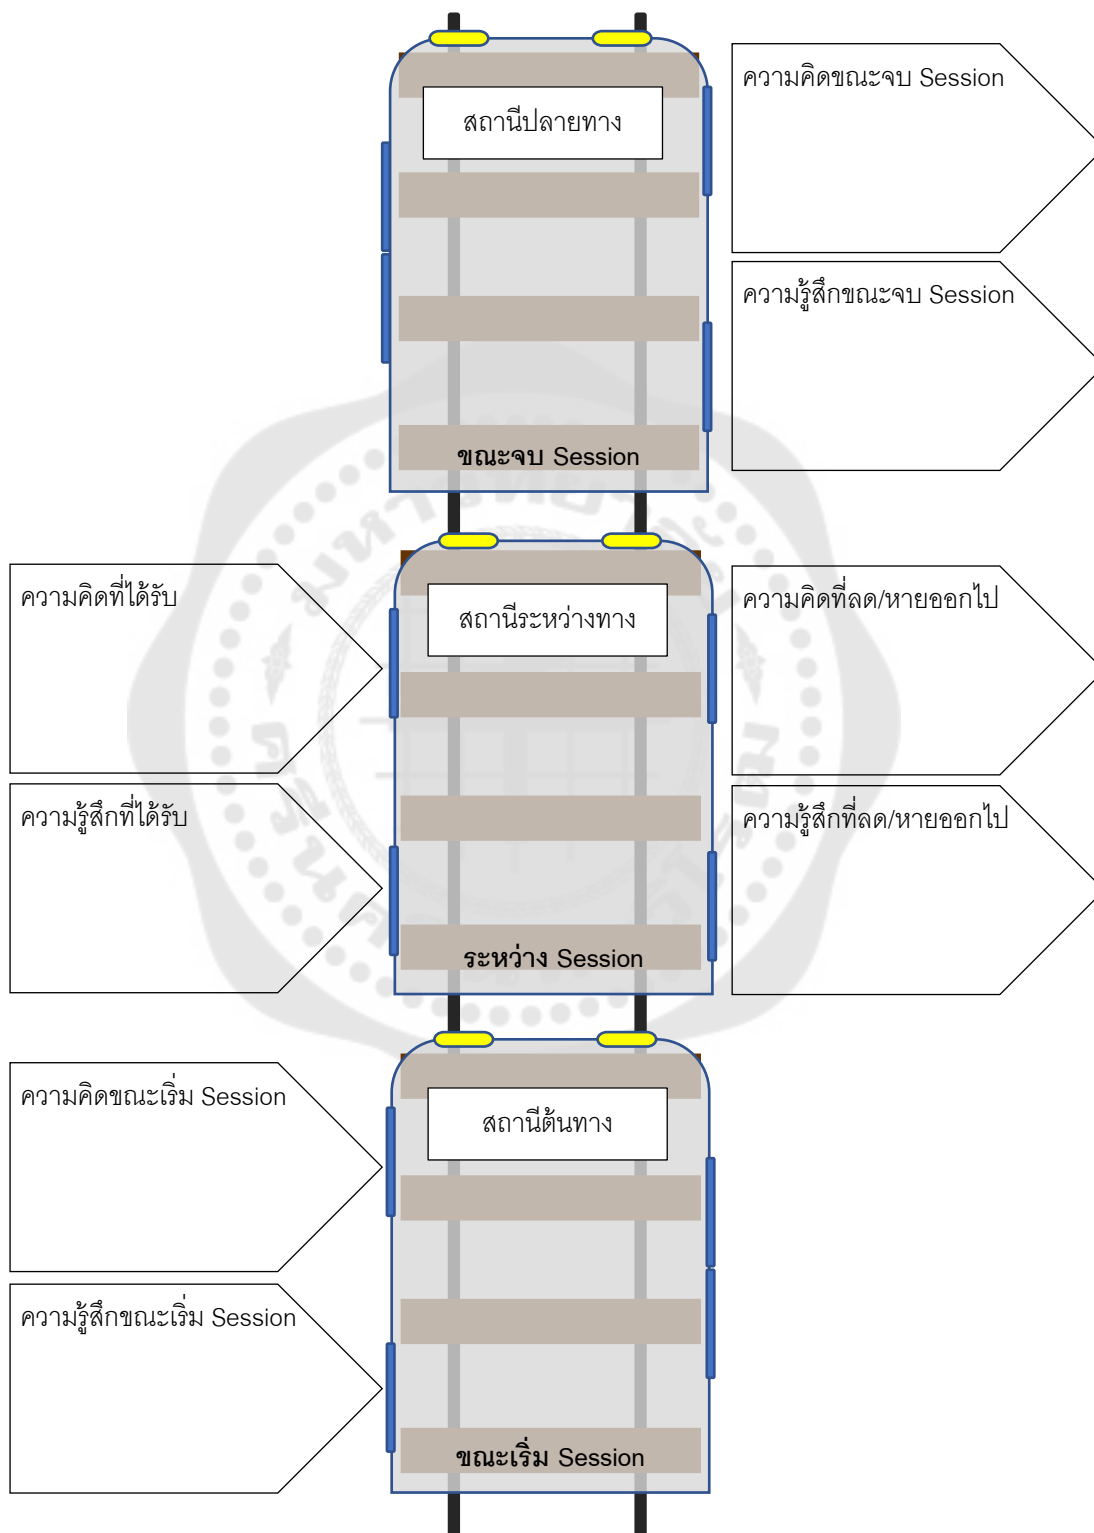 ความคิดขณะจบ Session
สถานีปลายทาง
ความรู้สึกขณะจบ Session
ขณะจบ Session
ความคิดที่ได้รับ
สถานีระหว่างทาง
ความคิดที่ลด/หายออกไป
ความรู้สึกที่ได้รับ
ความรู้สึกที่ลด/หายออกไป
ระหว่าง Session
ความคิดขณะเริ่ม Session
สถานีต้นทาง
ความรู้สึกขณะเริ่ม Session
ขณะเริ่ม Session